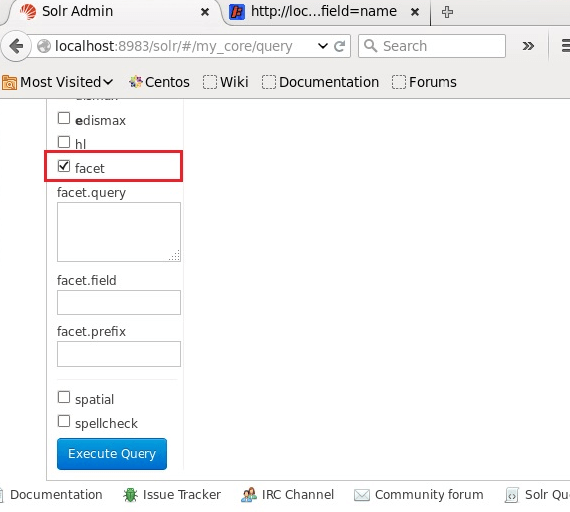 Solr Admin
http://loc...field=name
localhost:8983/solr/#/my_core/query
Search
Most Visited
Centos
Wiki
Documentation
Forums
dismax
edismax
hl
facet
facet.query
facet.field
facet.prefix
spatial
spellcheck
Execute Query
Documentation
Issue Tracker
IRC Channel
Community forum
Solr Qu